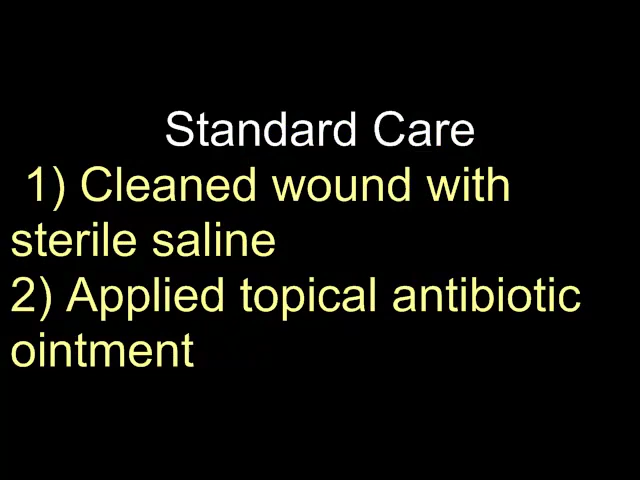 Standard Care
1) Cleaned wound with
sterile saline
2) Applied topical antibiotic
ointment